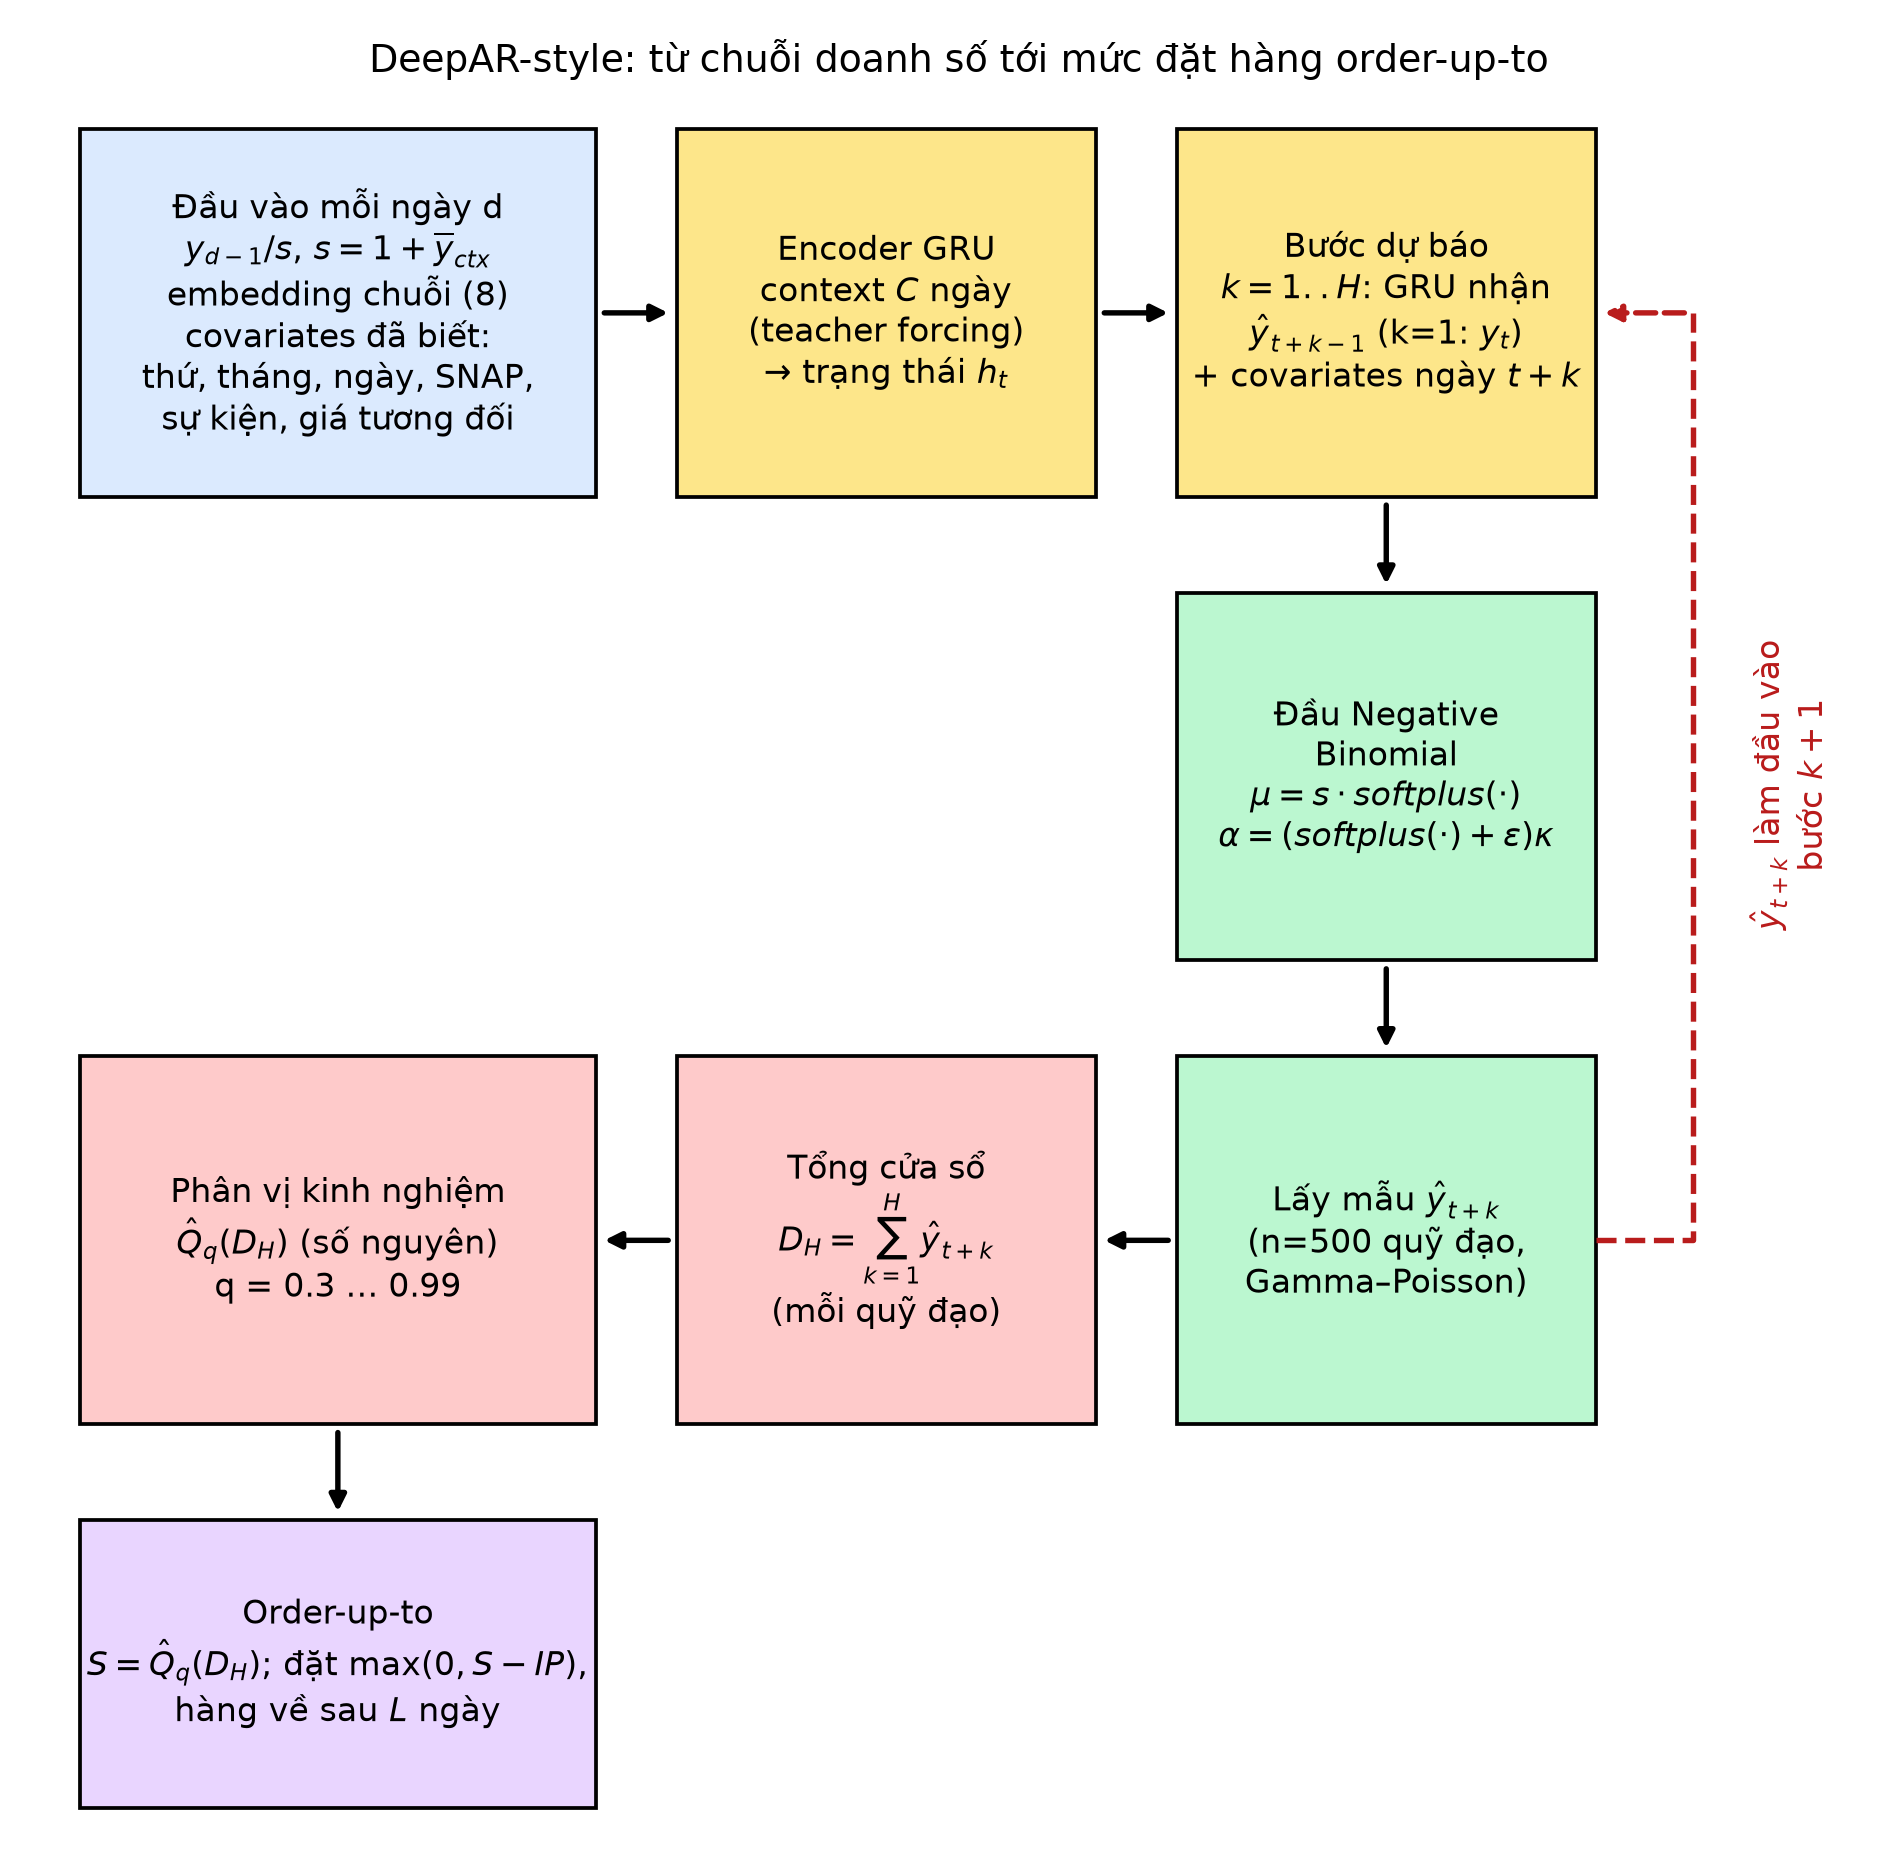 DeepAR-style: từ chuỗi doanh số tới mức đặt hàng order-up-to
Đầu vào mỗi ngày d
y_{d−1}/s, s = 1 + ȳ_{ctx}
embedding chuỗi (8)
covariates đã biết:
thứ, tháng, ngày, SNAP,
sự kiện, giá tương đối
Encoder GRU
context C ngày
(teacher forcing)
→ trạng thái h_t
Bước dự báo
k = 1..H: GRU nhận
ŷ_{t+k−1} (k=1: y_t)
+ covariates ngày t + k
Đầu Negative
Binomial
μ = s · softplus(·)
α = (softplus(·) + ε)κ
ŷ_{t+k} làm đầu vào
bước k + 1
Lấy mẫu ŷ_{t+k}
(n=500 quỹ đạo,
Gamma–Poisson)
Tổng cửa sổ
D_H = ∑_{k=1}^{H} ŷ_{t+k}
(mỗi quỹ đạo)
Phân vị kinh nghiệm
Q̂_q(D_H) (số nguyên)
q = 0.3 ... 0.99
Order-up-to
S = Q̂_q(D_H); đặt max(0, S − IP),
hàng về sau L ngày